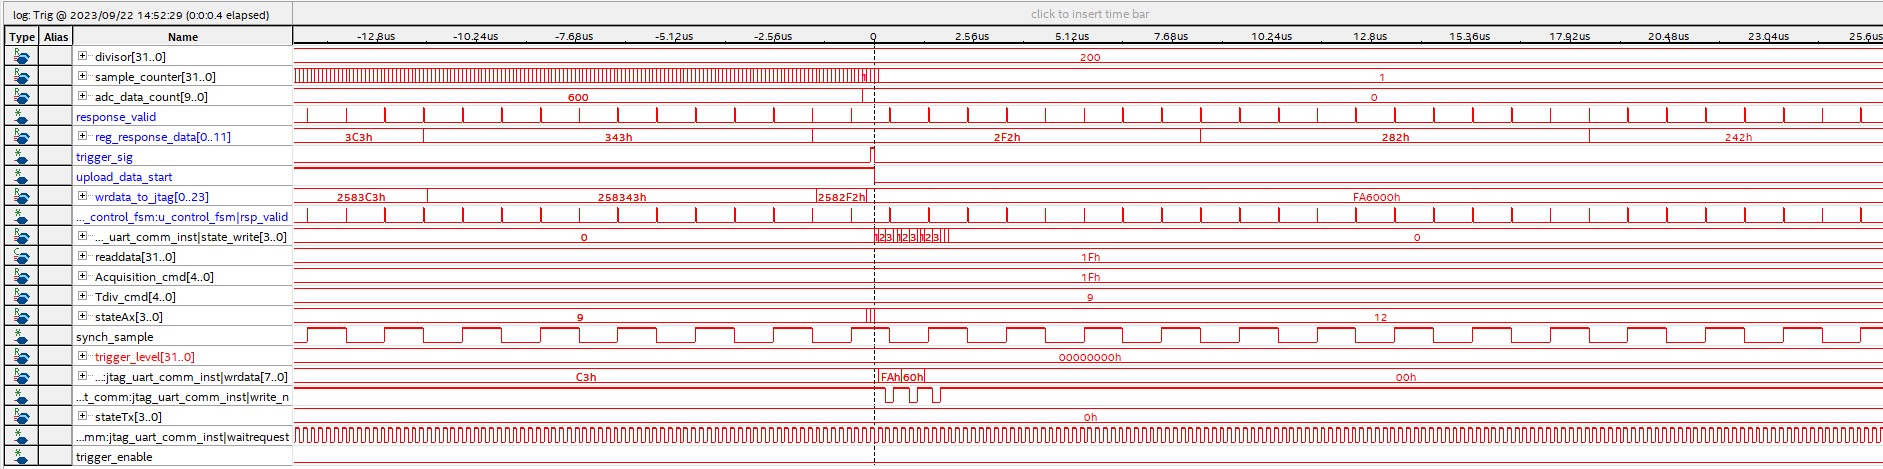 log: Trig @ 2023/09/22 14:52:29 (0:0:0.4 elapsed) click to insert time bar
Type Alias Name -12.8us -10.24us -7.68us -5.12us -2.56us 0 2.56us 5.12us 7.68us 10.24us 12.8us 15.36us 17.92us 20.48us 23.04us 25.6us
divisor[31..0] 200
sample_counter[31..0] 1 1
adc_data_count[9..0] 600 0
response_valid
reg_response_data[0..11] 3C3h 343h 2F2h 282h 242h
trigger_sig
upload_data_start
wrdata_to_jtag[0..23] 2583C3h 258343h 2582F2h FA6000h
..._control_fsm:u_control_fsm|rsp_valid
..._uart_comm_inst|state_write[3..0] 0 1 2 3 1 2 3 1 2 3 0
readdata[31..0] 1Fh
Acquisition_cmd[4..0] 1Fh
Tdiv_cmd[4..0] 9
stateAx[3..0] 9 12
synch_sample
trigger_level[31..0] 00000000h
...:jtag_uart_comm_inst|wrdata[7..0] C3h FAh 60h 00h
...t_comm:jtag_uart_comm_inst|write_n
stateTx[3..0] 0h
...mm:jtag_uart_comm_inst|waitrequest
trigger_enable